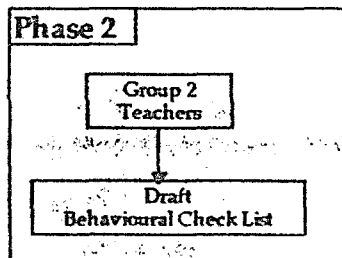 Phase 2
Group 2
Teachers
Draft
Behavioural Check List